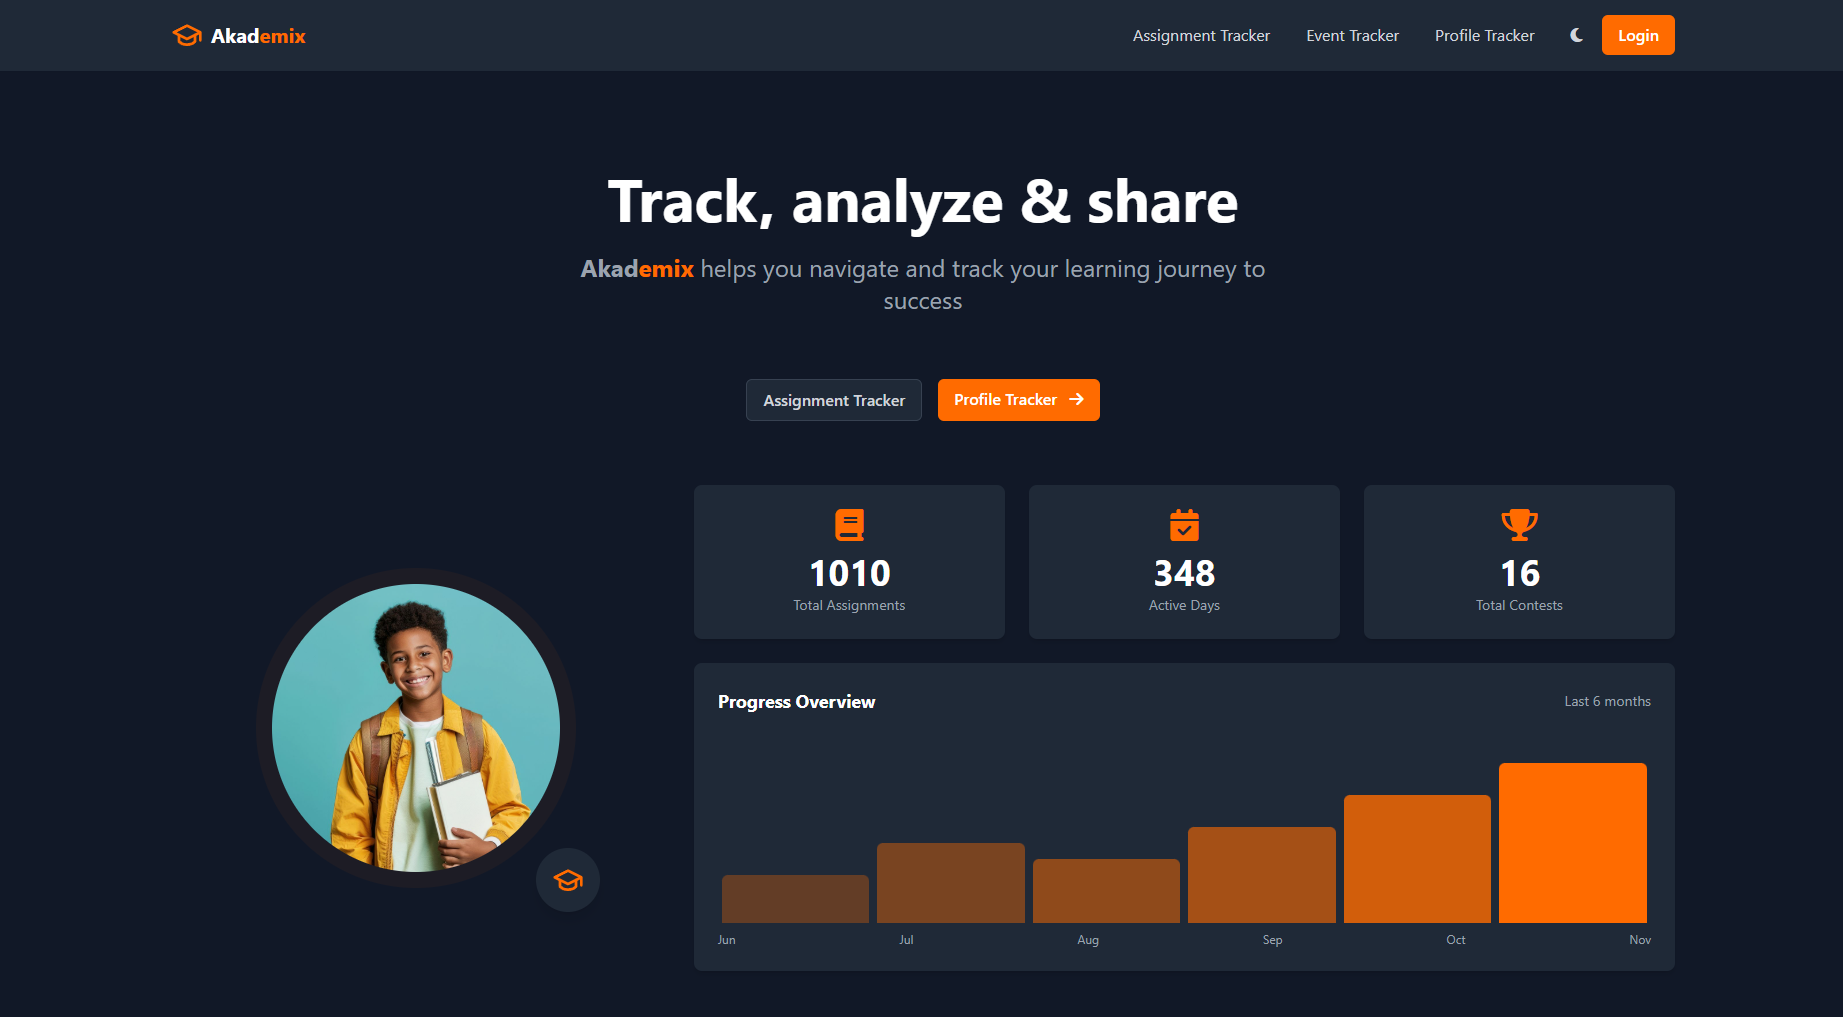 Akademix
Assignment Tracker
Event Tracker
Profile Tracker
Login
Track, analyze & share
Akademix helps you navigate and track your learning journey to
success
Assignment Tracker
Profile Tracker
1010
Total Assignments
348
Active Days
16
Total Contests
Progress Overview
Last 6 months
Jun
Jul
Aug
Sep
Oct
Nov